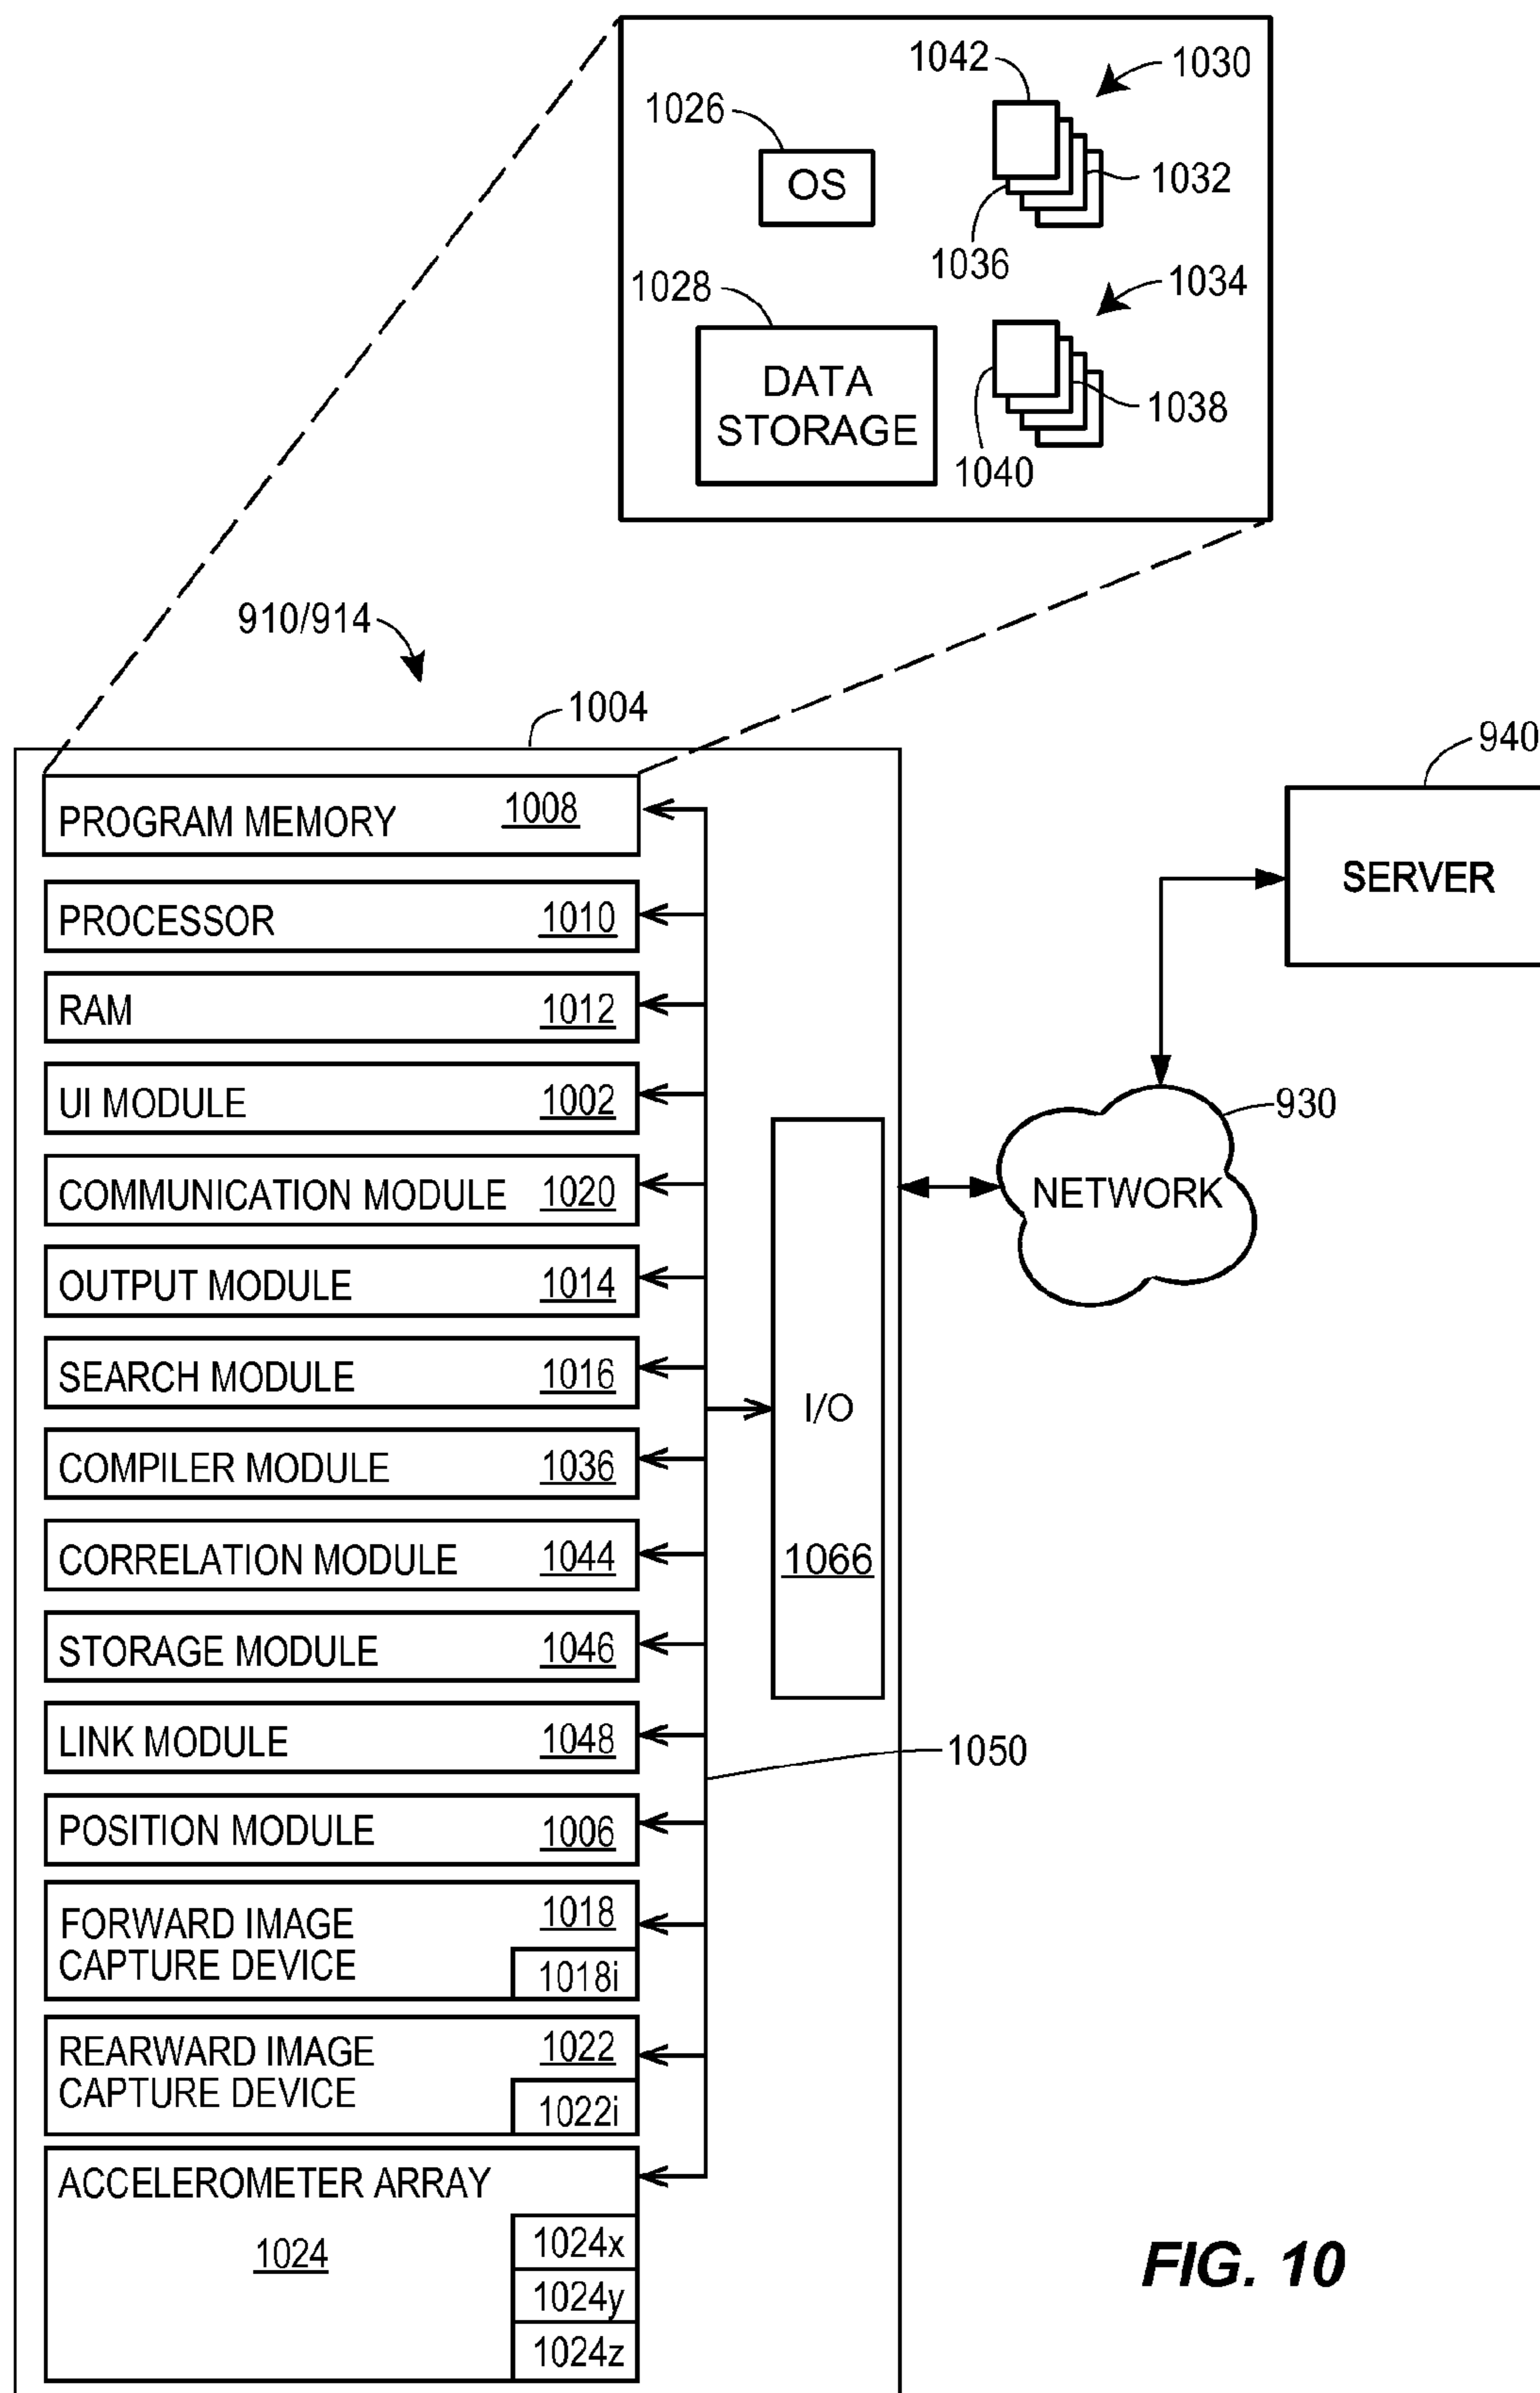 1042
1030
1026
OS
1032
1036
1028
1034
DATA
STORAGE
1038
1040
910/914
1004
940
PROGRAM MEMORY 1008
SERVER
PROCESSOR 1010
RAM 1012
UI MODULE 1002
930
COMMUNICATION MODULE 1020
NETWORK
OUTPUT MODULE 1014
SEARCH MODULE 1016
I/O
COMPILER MODULE 1036
CORRELATION MODULE 1044
1066
STORAGE MODULE 1046
LINK MODULE 1048
1050
POSITION MODULE 1006
FORWARD IMAGE 1018
CAPTURE DEVICE 1018i
REARWARD IMAGE 1022
CAPTURE DEVICE 1022i
ACCELEROMETER ARRAY
1024
1024x
1024y
1024z
FIG. 10